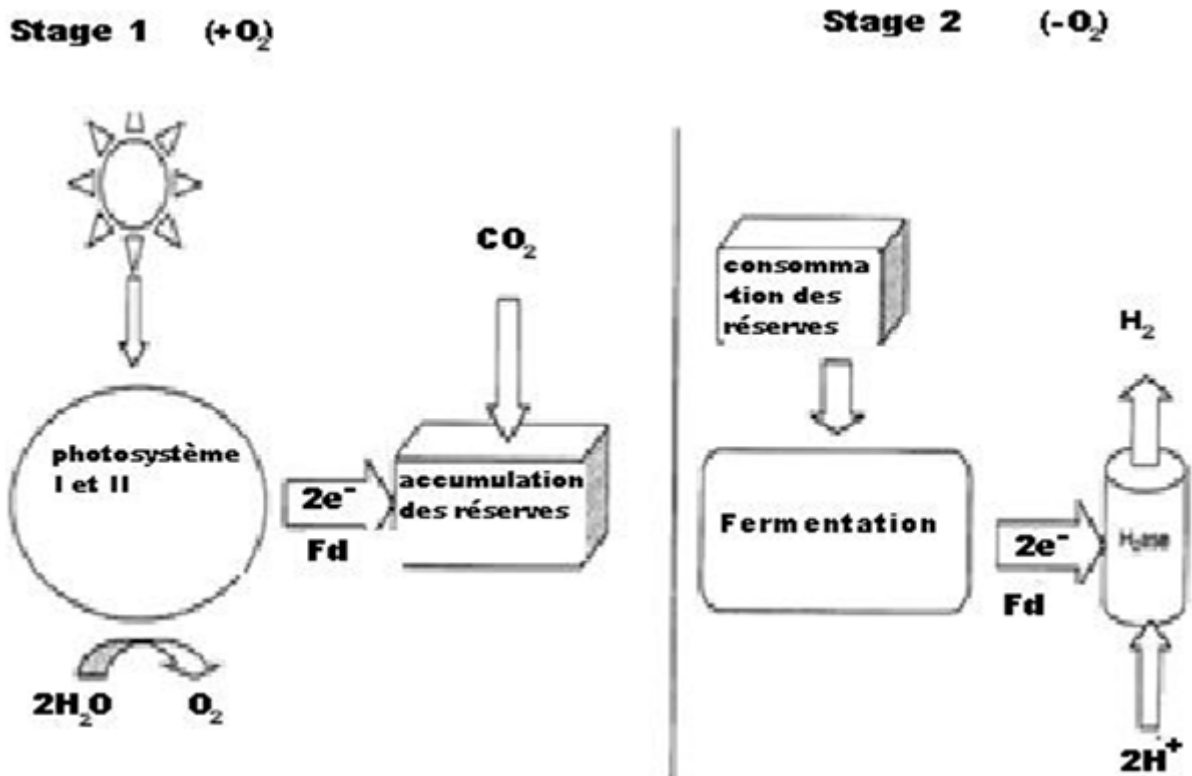 Stage 1 (+O₂)
CO₂
photosystème
I et II
2e⁻
Fd
accumulation
des réserves
2H₂O O₂
Stage 2 (-O₂)
consomma
-tion des
réserves
H₂
Fermentation
2e⁻
Fd
H₂ase
2H⁺